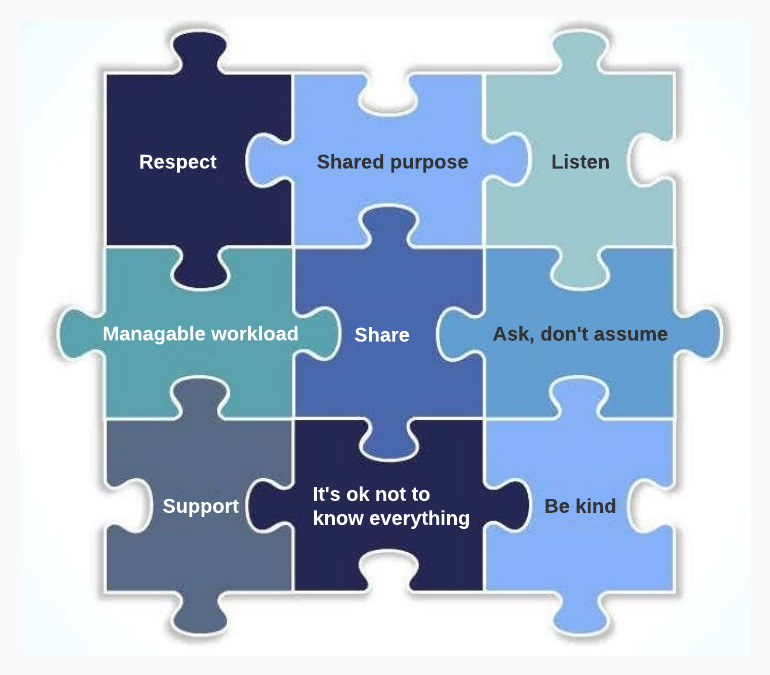 Respect
Shared purpose
Listen
Managable workload
Share
Ask, don't assume
Support
It's ok not to
know everything
Be kind